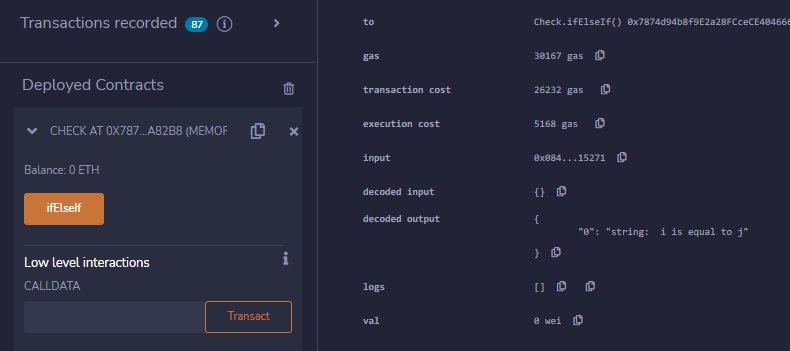 Transactions recorded 87 i
Deployed Contracts
CHECK AT 0X787...A82B8 (MEMOR
Balance: 0 ETH
ifElseIf
Low level interactions
CALLDATA
Transact
to Check.ifElseIf() 0x7874d94b8f9E2a28FCceCE404666
gas 30167 gas
transaction cost 26232 gas
execution cost 5168 gas
input 0x084...15271
decoded input {}
decoded output {
"0": "string: i is equal to j"
}
logs []
val 0 wei